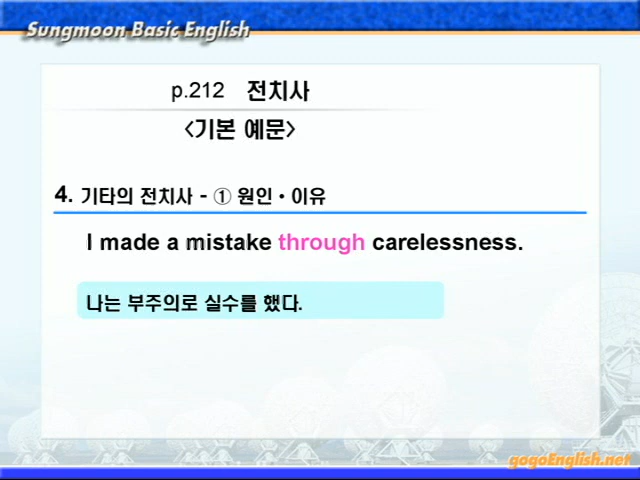 Sungmoon Basic English
p.212 전치사
<기본 예문>
4. 기타의 전치사 - ① 원인 • 이유
I made a mistake through carelessness.
나는 부주의로 실수를 했다.
gogoEnglish.net